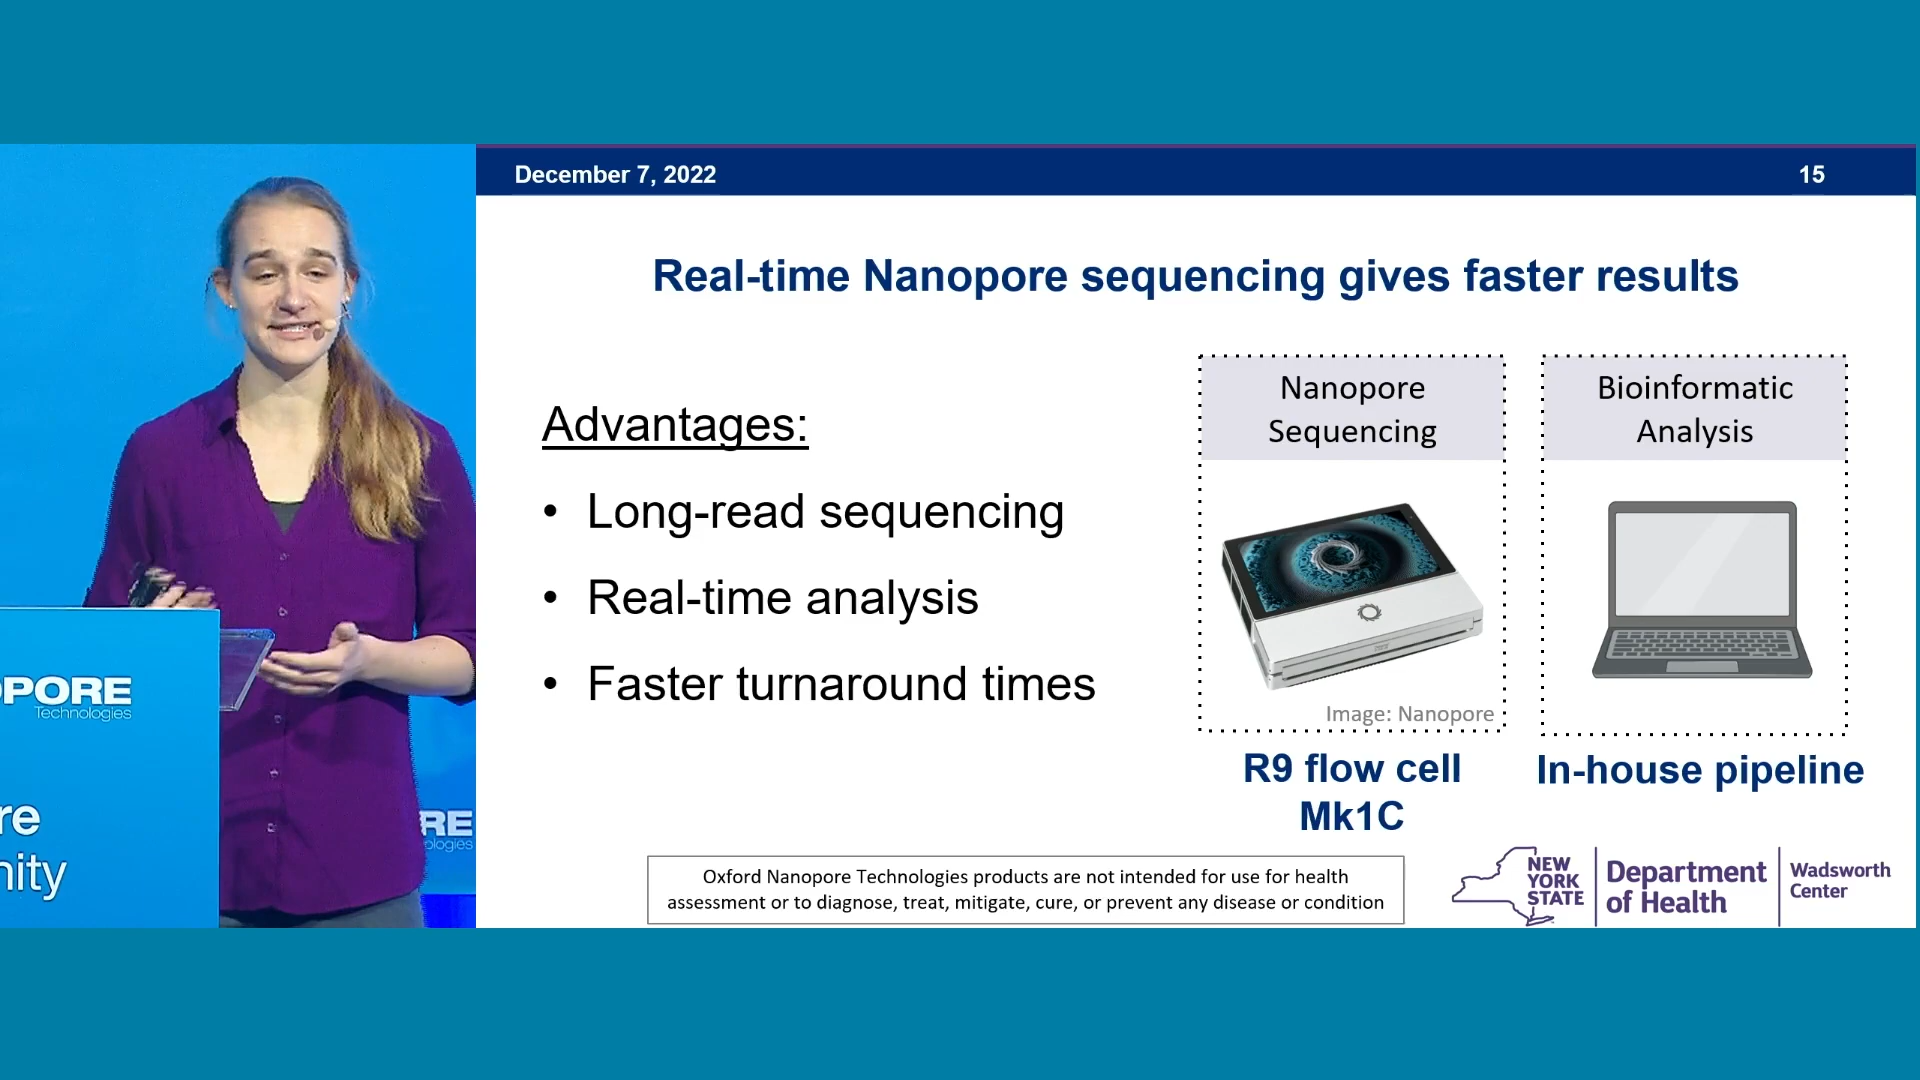 December 7, 2022
15
Real-time Nanopore sequencing gives faster results
Advantages:
• Long-read sequencing
• Real-time analysis
• Faster turnaround times
Nanopore
Sequencing
Image: Nanopore
R9 flow cell
Mk1C
Bioinformatic
Analysis
In-house pipeline
Oxford Nanopore Technologies products are not intended for use for health
assessment or to diagnose, treat, mitigate, cure, or prevent any disease or condition
NEW
YORK
STATE
Department
of Health
Wadsworth
Center
OPORE
Technologies
re
nity
RE
ologies